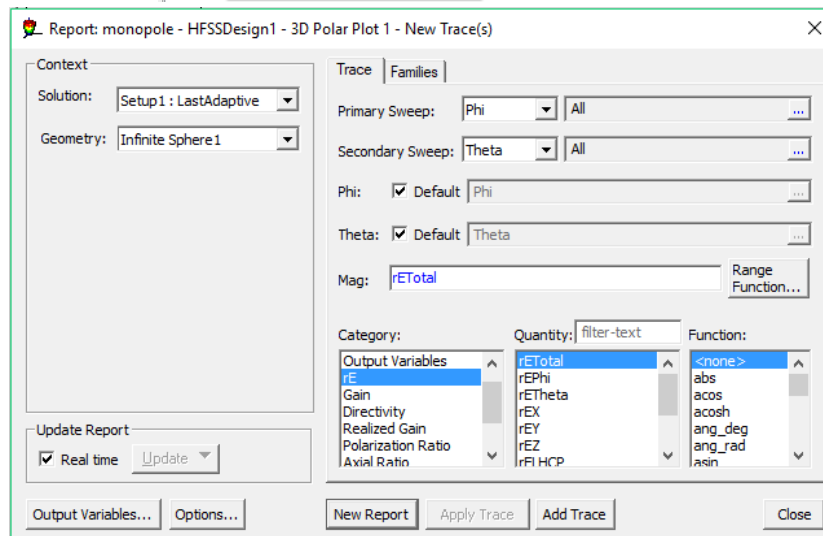 Report: monopole - HFSSDesign1 - 3D Polar Plot 1 - New Trace(s)
Context
Solution: Setup1 : LastAdaptive
Geometry: Infinite Sphere1
Update Report
Real time Update
Output Variables... Options...
Trace Families
Primary Sweep: Phi All ...
Secondary Sweep: Theta All ...
Phi: Default Phi ...
Theta: Default Theta ...
Mag: rETotal Range Function...
Category: Quantity: filter-text Function:
Output Variables rETotal <none>
rE rEPhi abs
Gain rETheta acos
Directivity rEX acosh
Realized Gain rEY ang_deg
Polarization Ratio rEZ ang_rad
Axial Ratio rELHCP asin
New Report Apply Trace Add Trace Close